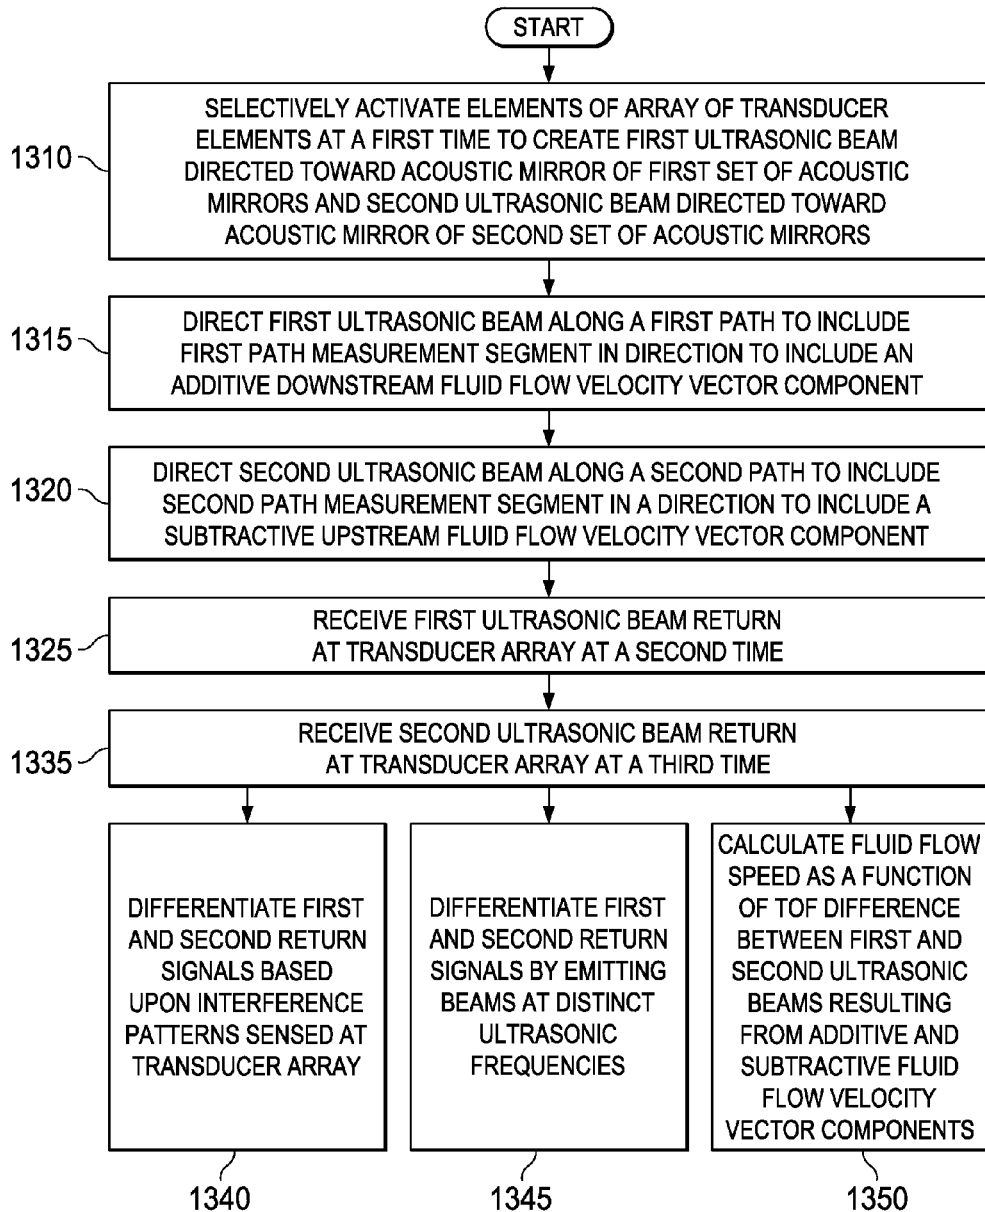 START
1310
SELECTIVELY ACTIVATE ELEMENTS OF ARRAY OF TRANSDUCER
ELEMENTS AT A FIRST TIME TO CREATE FIRST ULTRASONIC BEAM
DIRECTED TOWARD ACOUSTIC MIRROR OF FIRST SET OF ACOUSTIC
MIRRORS AND SECOND ULTRASONIC BEAM DIRECTED TOWARD
ACOUSTIC MIRROR OF SECOND SET OF ACOUSTIC MIRRORS
1315
DIRECT FIRST ULTRASONIC BEAM ALONG A FIRST PATH TO INCLUDE
FIRST PATH MEASUREMENT SEGMENT IN DIRECTION TO INCLUDE AN
ADDITIVE DOWNSTREAM FLUID FLOW VELOCITY VECTOR COMPONENT
1320
DIRECT SECOND ULTRASONIC BEAM ALONG A SECOND PATH TO INCLUDE
SECOND PATH MEASUREMENT SEGMENT IN A DIRECTION TO INCLUDE A
SUBTRACTIVE UPSTREAM FLUID FLOW VELOCITY VECTOR COMPONENT
1325
RECEIVE FIRST ULTRASONIC BEAM RETURN
AT TRANSDUCER ARRAY AT A SECOND TIME
1335
RECEIVE SECOND ULTRASONIC BEAM RETURN
AT TRANSDUCER ARRAY AT A THIRD TIME
DIFFERENTIATE FIRST
AND SECOND RETURN
SIGNALS BASED
UPON INTERFERENCE
PATTERNS SENSED AT
TRANSDUCER ARRAY
1340
DIFFERENTIATE FIRST
AND SECOND RETURN
SIGNALS BY EMITTING
BEAMS AT DISTINCT
ULTRASONIC
FREQUENCIES
1345
CALCULATE FLUID FLOW
SPEED AS A FUNCTION
OF TOF DIFFERENCE
BETWEEN FIRST AND
SECOND ULTRASONIC
BEAMS RESULTING
FROM ADDITIVE AND
SUBTRACTIVE FLUID
FLOW VELOCITY
VECTOR COMPONENTS
1350